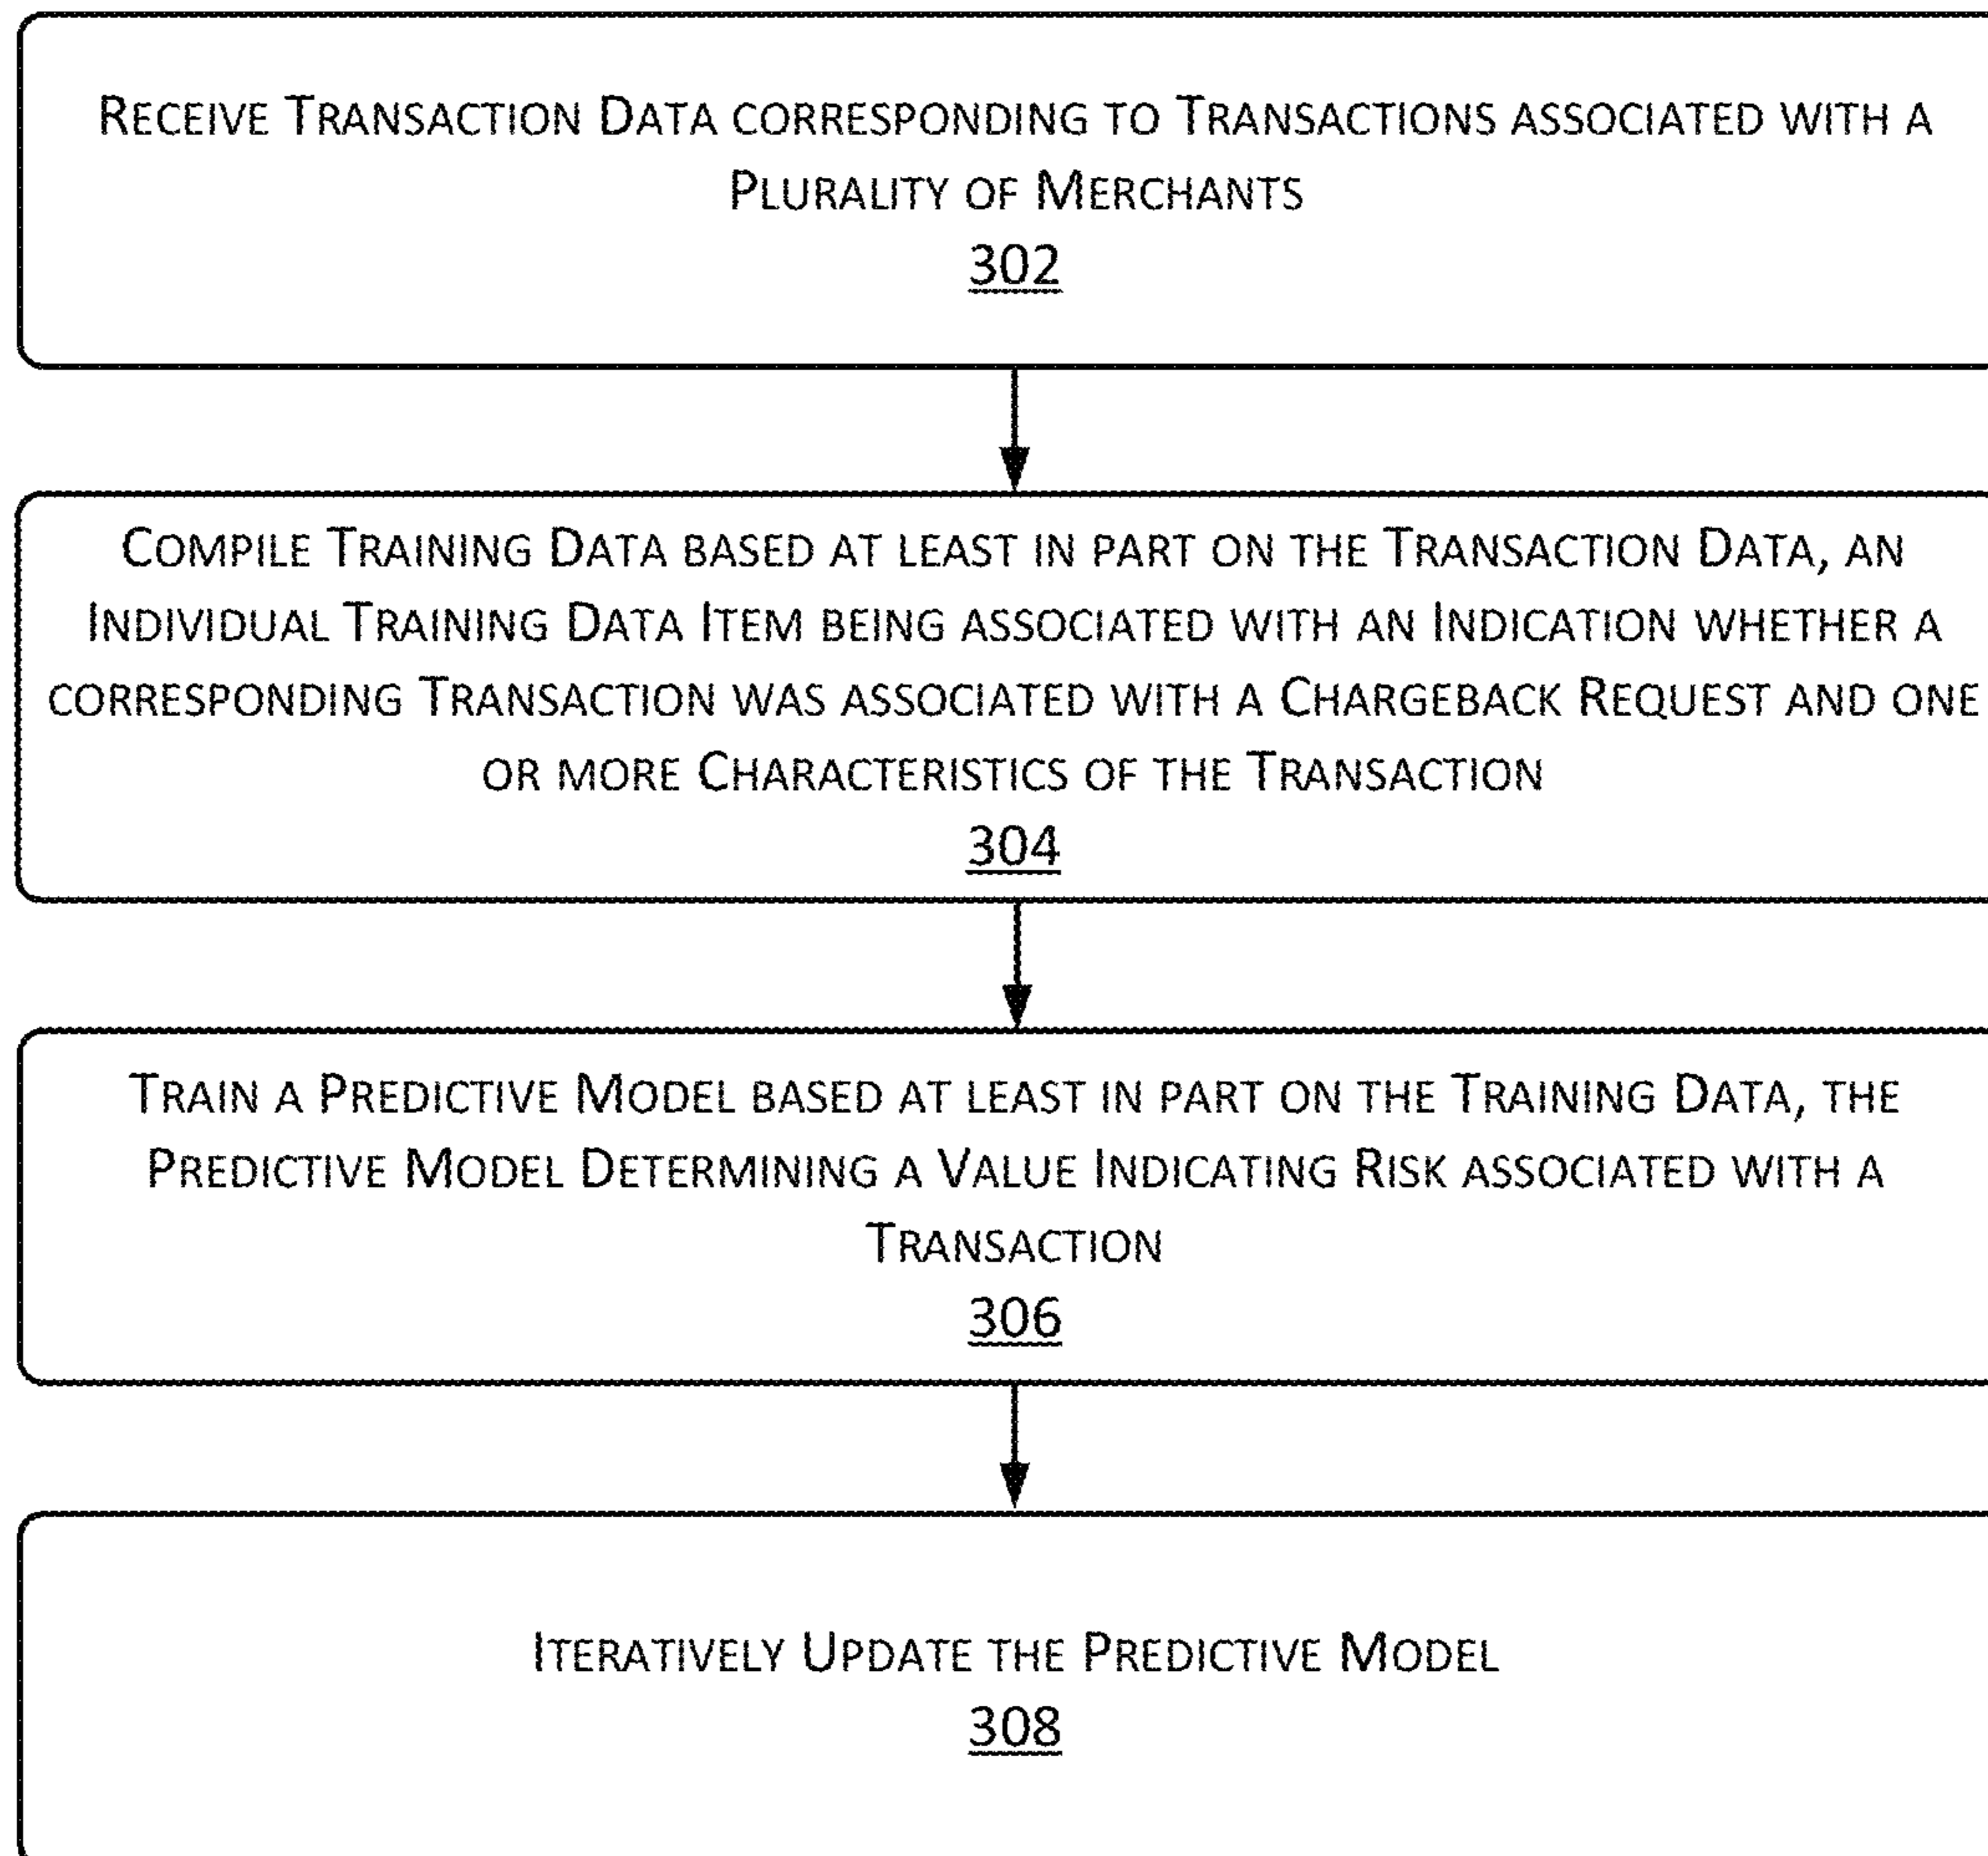 RECEIVE TRANSACTION DATA CORRESPONDING TO TRANSACTIONS ASSOCIATED WITH A
PLURALITY OF MERCHANTS
302
COMPILE TRAINING DATA BASED AT LEAST IN PART ON THE TRANSACTION DATA, AN
INDIVIDUAL TRAINING DATA ITEM BEING ASSOCIATED WITH AN INDICATION WHETHER A
CORRESPONDING TRANSACTION WAS ASSOCIATED WITH A CHARGEBACK REQUEST AND ONE
OR MORE CHARACTERISTICS OF THE TRANSACTION
304
TRAIN A PREDICTIVE MODEL BASED AT LEAST IN PART ON THE TRAINING DATA, THE
PREDICTIVE MODEL DETERMINING A VALUE INDICATING RISK ASSOCIATED WITH A
TRANSACTION
306
ITERATIVELY UPDATE THE PREDICTIVE MODEL
308